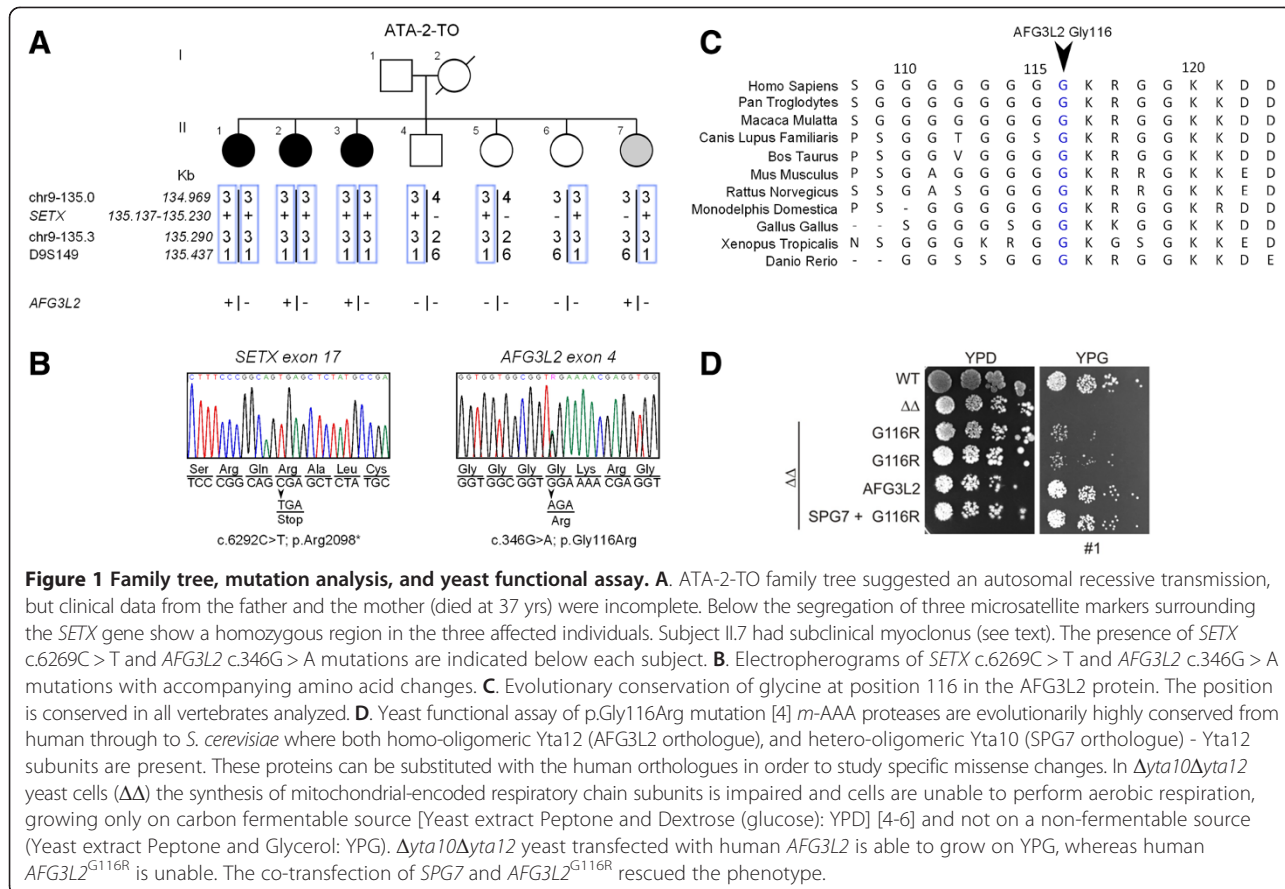 A
ATA-2-TO
I
1 2
II
1 2 3 4 5 6 7
Kb
chr9-135.0 134.969 3 3 3 3 3 3 3 4 3 4 3 3 3 3
SETX 135.137-135.230 + + + + + + + - + - - + - +
chr9-135.3 135.290 3 3 3 3 3 3 3 2 3 2 3 3 3 3
D9S149 135.437 1 1 1 1 1 1 1 6 1 6 6 1 6 1
AFG3L2 +|- +|- +|- -|- -|- -|- +|-
B
SETX exon 17
CTTTCCCGGCAGTGAGCTCTATGCCGA
Ser Arg Gln Arg Ala Leu Cys
TCC CGG CAG CGA GCT CTA TGC
TGA
Stop
c.6292C>T; p.Arg2098*
AFG3L2 exon 4
GGTGGTGGCGGTRGAAAACGAGGTGG
Gly Gly Gly Gly Lys Arg Gly
GGT GGC GGT GGA AAA CGA GGT
AGA
Arg
c.346G>A; p.Gly116Arg
C
AFG3L2 Gly116
110 115 120
Homo Sapiens S G G G G G G G G K R G G K K D D
Pan Troglodytes S G G G G G G G G K R G G K K D D
Macaca Mulatta S G G G G G G G G K R G G K K D D
Canis Lupus Familiaris P S G G T G G S G K R G G K K D D
Bos Taurus P S G G V G G G G K R G G K K D D
Mus Musculus P S G A G G G G G K R G G K K E D
Rattus Norvegicus P S G A S G G G G K R G G K K E D
Monodelphis Domestica P S - G G G G G G K R G G K R D D
Gallus Gallus - - S G G G S G G K K G G K K E D
Xenopus Tropicalis N S G G G K R G G K G S G K K E D
Danio Rerio - - G G S S G G G K R G G K K D E
D
YPD YPG
WT
ΔΔ
G116R
G116R
AFG3L2
SPG7 + G116R
ΔΔ
#1
Figure 1 Family tree, mutation analysis, and yeast functional assay. A. ATA-2-TO family tree suggested an autosomal recessive transmission,
but clinical data from the father and the mother (died at 37 yrs) were incomplete. Below the segregation of three microsatellite markers surrounding
the SETX gene show a homozygous region in the three affected individuals. Subject II.7 had subclinical myoclonus (see text). The presence of SETX
c.6269C > T and AFG3L2 c.346G > A mutations are indicated below each subject. B. Electropherograms of SETX c.6269C > T and AFG3L2 c.346G > A
mutations with accompanying amino acid changes. C. Evolutionary conservation of glycine at position 116 in the AFG3L2 protein. The position
is conserved in all vertebrates analyzed. D. Yeast functional assay of p.Gly116Arg mutation [4] m-AAA proteases are evolutionarily highly conserved from
human through to S. cerevisiae where both homo-oligomeric Yta12 (AFG3L2 orthologue), and hetero-oligomeric Yta10 (SPG7 orthologue) - Yta12
subunits are present. These proteins can be substituted with the human orthologues in order to study specific missense changes. In Δyta10Δyta12
yeast cells (ΔΔ) the synthesis of mitochondrial-encoded respiratory chain subunits is impaired and cells are unable to perform aerobic respiration,
growing only on carbon fermentable source [Yeast extract Peptone and Dextrose (glucose): YPD] [4-6] and not on a non-fermentable source
(Yeast extract Peptone and Glycerol: YPG). Δyta10Δyta12 yeast transfected with human AFG3L2 is able to grow on YPG, whereas human
AFG3L2G116R is unable. The co-transfection of SPG7 and AFG3L2G116R rescued the phenotype.